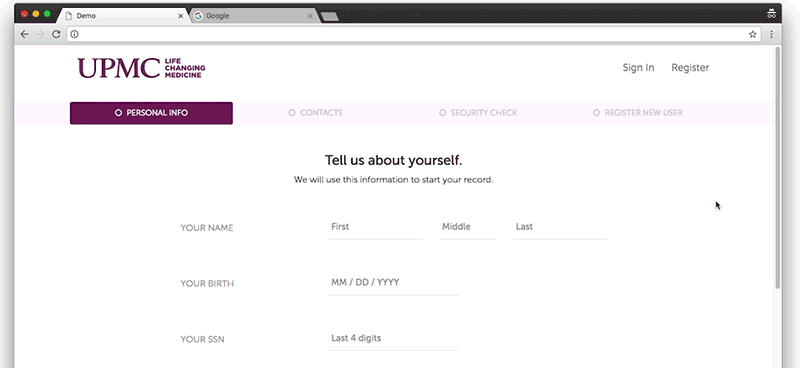 Demo
Google
UPMC LIFE CHANGING MEDICINE
Sign In Register
PERSONAL INFO CONTACTS SECURITY CHECK REGISTER NEW USER
Tell us about yourself.
We will use this information to start your record.
YOUR NAME First Middle Last
YOUR BIRTH MM / DD / YYYY
YOUR SSN Last 4 digits